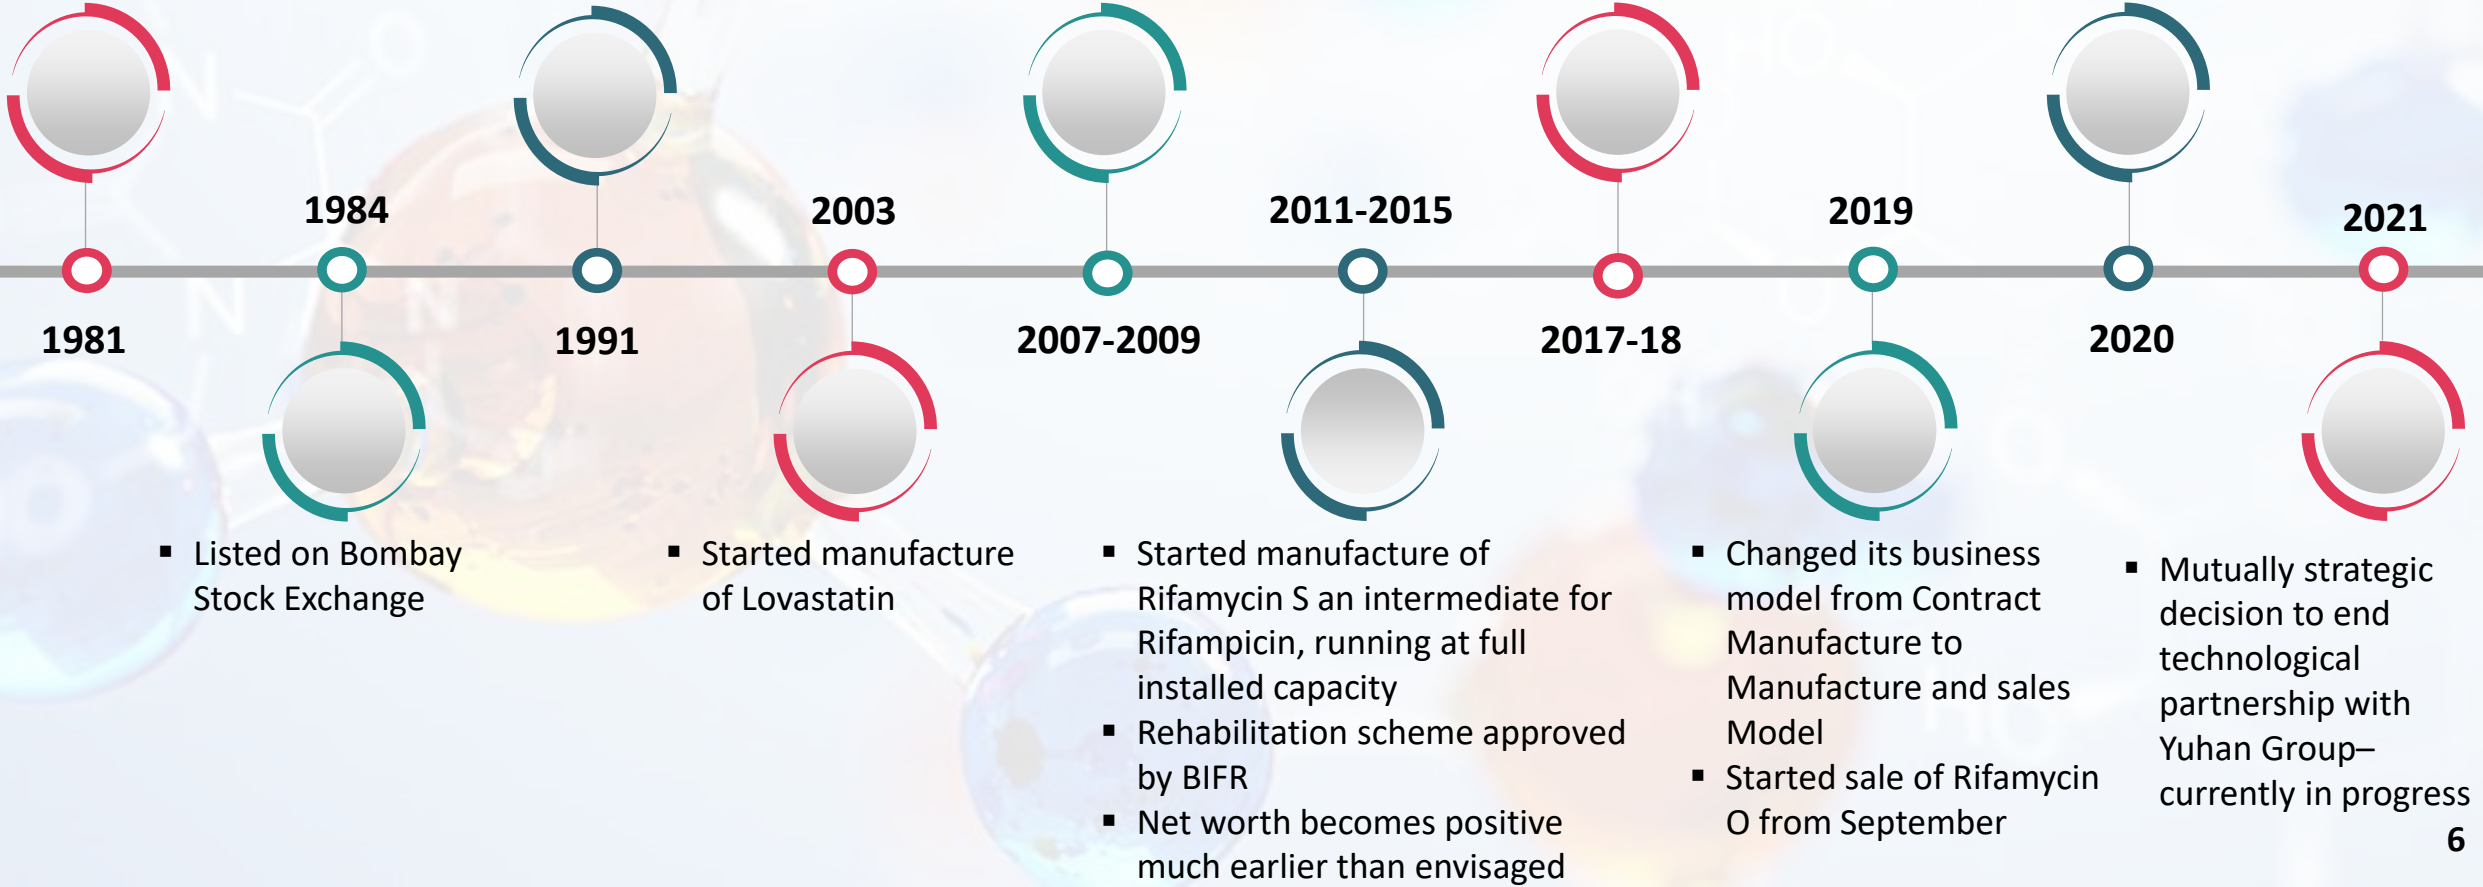 1984
2003
2011-2015
2019
2021
1981
1991
2007-2009
2017-18
2020
▪ Listed on Bombay
Stock Exchange
▪ Started manufacture
of Lovastatin
▪ Started manufacture of
Rifamycin S an intermediate for
Rifampicin, running at full
installed capacity
▪ Rehabilitation scheme approved
by BIFR
▪ Net worth becomes positive
much earlier than envisaged
▪ Changed its business
model from Contract
Manufacture to
Manufacture and sales
Model
▪ Started sale of Rifamycin
O from September
▪ Mutually strategic
decision to end
technological
partnership with
Yuhan Group–
currently in progress
6